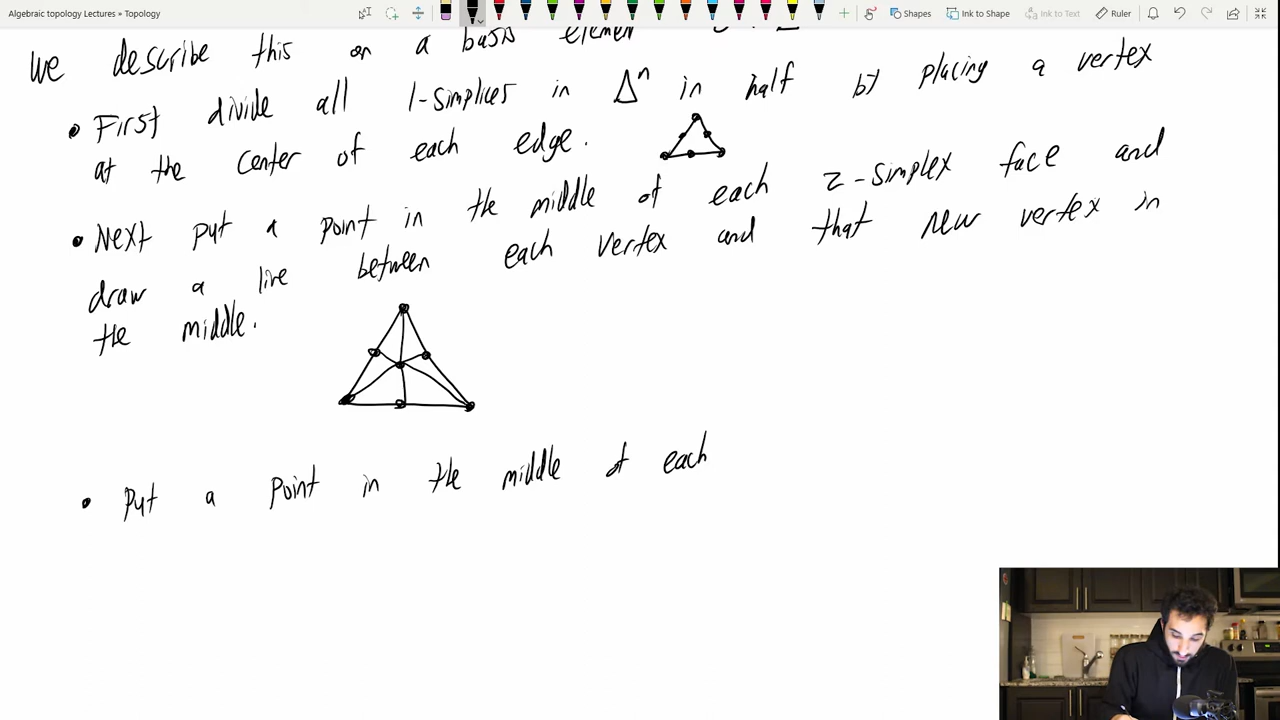 Algebraic topology Lectures » Topology
Shapes Ink to Shape Ink to Text Ruler
we describe this on a basis element
• First divide all 1-simplices in Δⁿ in half by placing a vertex
at the center of each edge.
• Next put a point in the middle of each 2-simplex face and
draw a line between each vertex and that new vertex in
the middle.
• Put a point in the middle of each